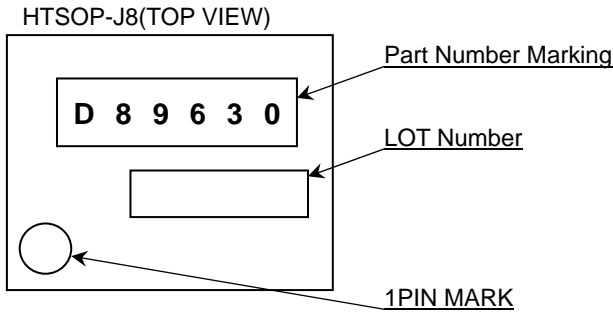 HTSOP-J8(TOP VIEW)
Part Number Marking
D 8 9 6 3 0
LOT Number
1PIN MARK